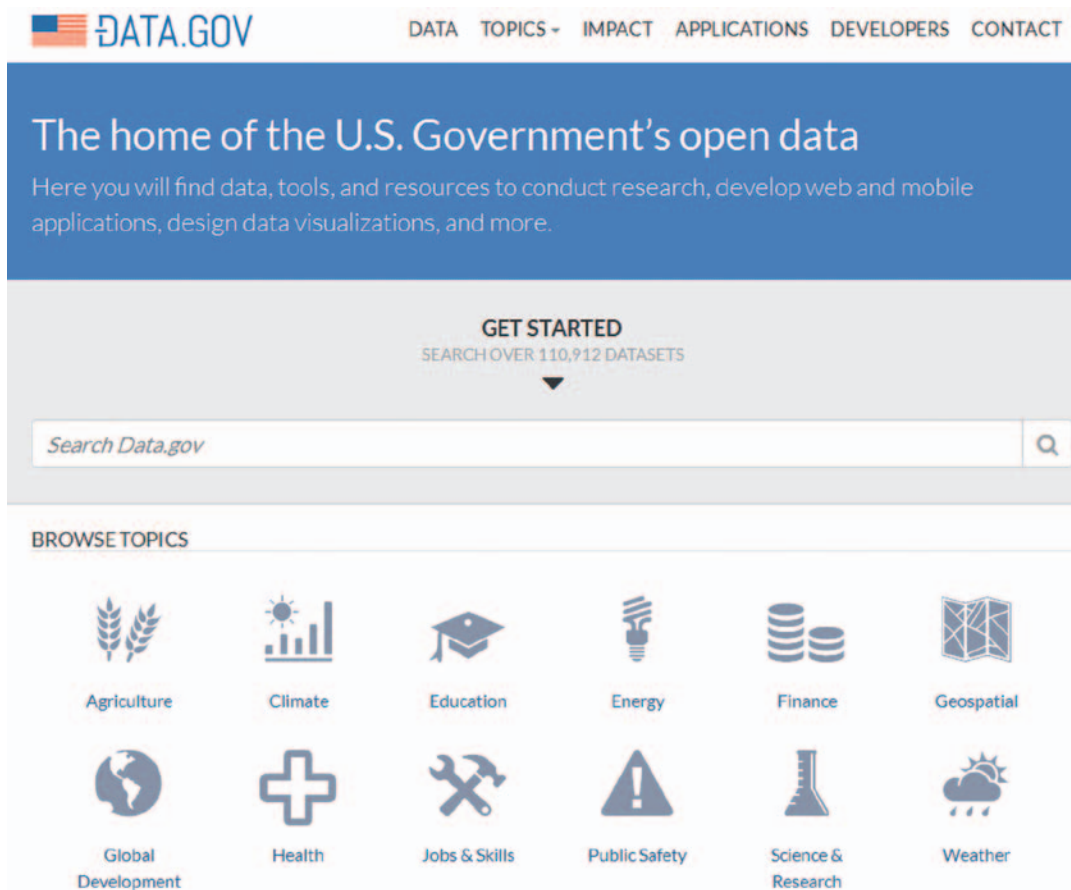 DATA.GOV
DATA TOPICS IMPACT APPLICATIONS DEVELOPERS CONTACT
The home of the U.S. Government's open data
Here you will find data, tools, and resources to conduct research, develop web and mobile
applications, design data visualizations, and more.
GET STARTED
SEARCH OVER 110,912 DATASETS
Search Data.gov
BROWSE TOPICS
Agriculture Climate Education Energy Finance Geospatial
Global Health Jobs & Skills Public Safety Science & Weather
Development Research